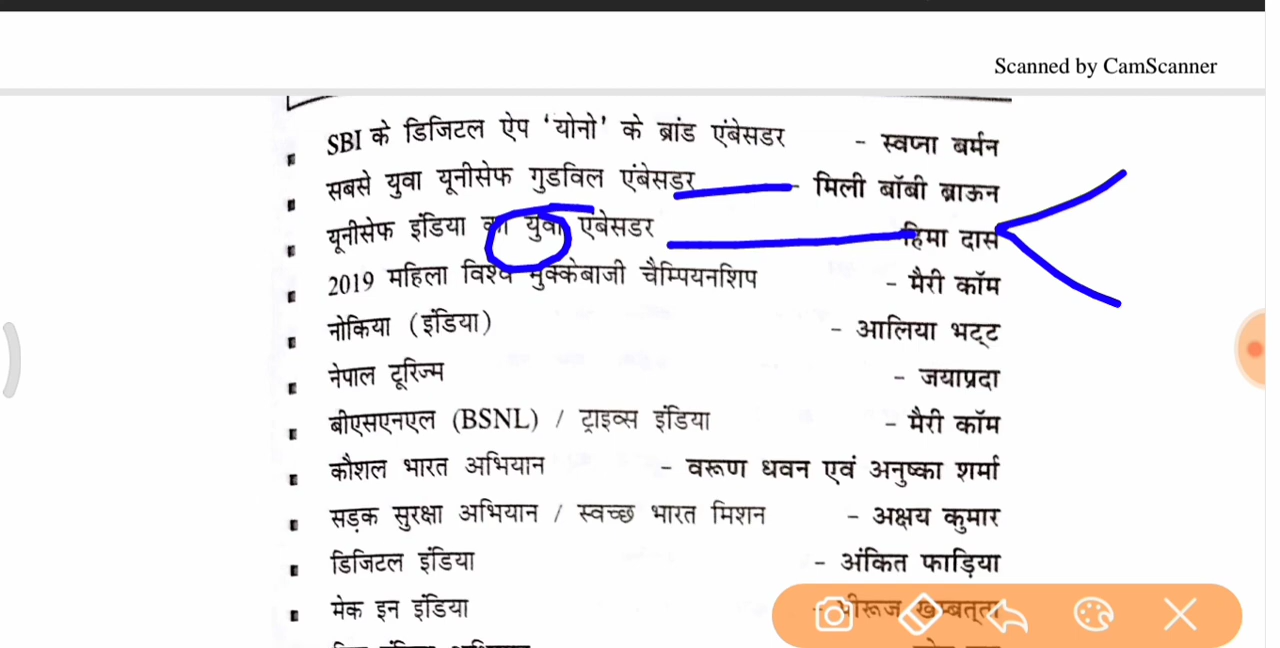 Scanned by CamScanner
SBI के डिजिटल ऐप 'योनो' के ब्रांड एंबेसडर - स्वप्ना बर्मन
सबसे युवा यूनीसेफ गुडविल एंबेसडर - मिली बॉबी ब्राऊन
यूनीसेफ इंडिया का युवा एंबेसडर हिमा दास
2019 महिला विश्व मुक्केबाजी चैम्पियनशिप - मैरी कॉम
नोकिया (इंडिया) - आलिया भट्ट
नेपाल टूरिज्म - जयाप्रदा
बीएसएनएल (BSNL) / ट्राइव्स इंडिया - मैरी कॉम
कौशल भारत अभियान - वरूण धवन एवं अनुष्का शर्मा
सड़क सुरक्षा अभियान / स्वच्छ भारत मिशन - अक्षय कुमार
डिजिटल इंडिया - अंकित फाड़िया
मेक इन इंडिया -